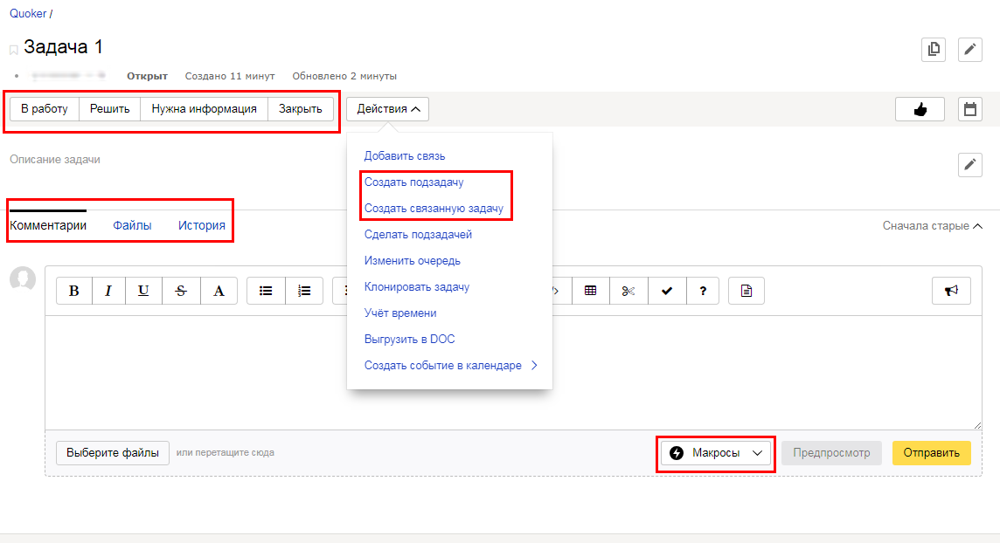 Quoker /
Задача 1
Открыт Создано 11 минут Обновлено 2 минуты
В работу Решить Нужна информация Закрыть Действия
Добавить связь
Создать подзадачу
Создать связанную задачу
Сделать подзадачей
Изменить очередь
Клонировать задачу
Учёт времени
Выгрузить в DOC
Создать событие в календаре
Описание задачи
Комментарии Файлы История Сначала старые
B I U S A ?
Выберите файлы или перетащите сюда Макросы Предпросмотр Отправить